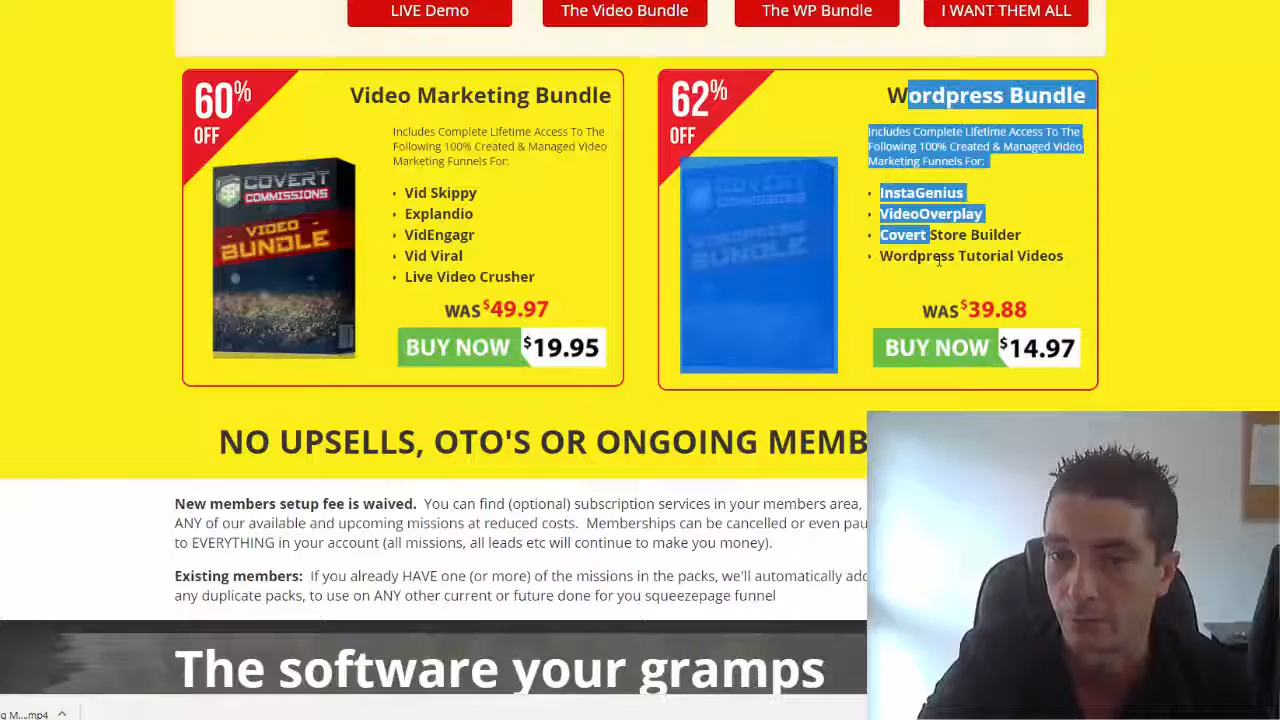 LIVE Demo
The Video Bundle
The WP Bundle
I WANT THEM ALL
60% OFF
Video Marketing Bundle
Includes Complete Lifetime Access To The
Following 100% Created & Managed Video
Marketing Funnels For:
COVERT
COMMISSIONS
VIDEO
BUNDLE
• Vid Skippy
• Explandio
• VidEngagr
• Vid Viral
• Live Video Crusher
WAS $49.97
BUY NOW $19.95
62% OFF
Wordpress Bundle
Includes Complete Lifetime Access To The
Following 100% Created & Managed Video
Marketing Funnels For:
COVERT
COMMISSIONS
WORDPRESS
BUNDLE
• InstaGenius
• VideoOverplay
• Covert Store Builder
• Wordpress Tutorial Videos
WAS $39.88
BUY NOW $14.97
NO UPSELLS, OTO'S OR ONGOING MEMB
New members setup fee is waived. You can find (optional) subscription services in your members area,
ANY of our available and upcoming missions at reduced costs. Memberships can be cancelled or even pau
to EVERYTHING in your account (all missions, all leads etc will continue to make you money).
Existing members: If you already HAVE one (or more) of the missions in the packs, we'll automatically add
any duplicate packs, to use on ANY other current or future done for you squeezepage funnel
The software your gramps
g M....mp4